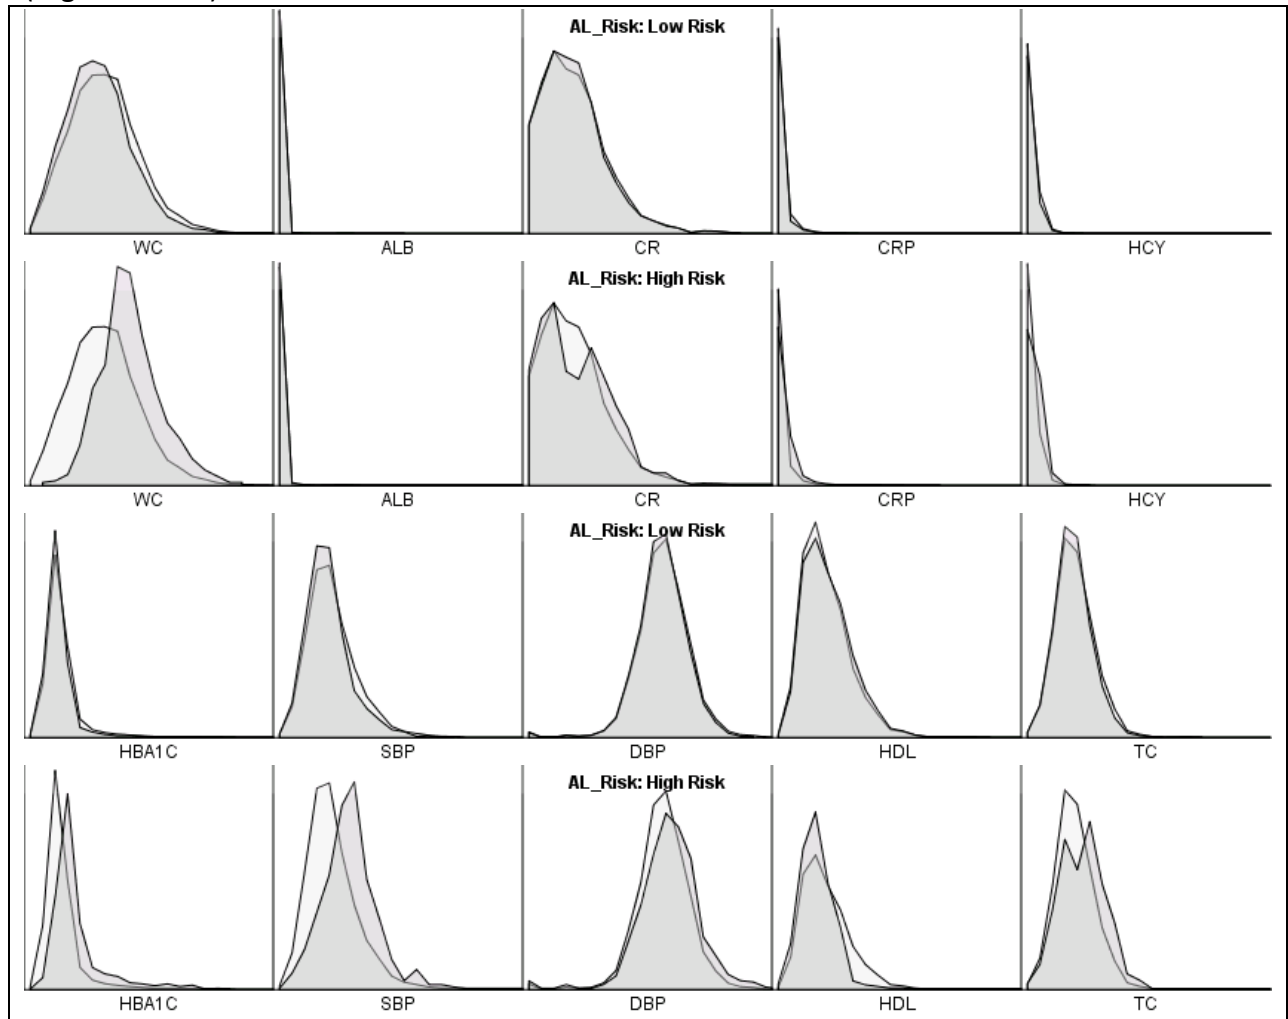 AL_Risk: Low Risk
WC ALB CR CRP HCY
AL_Risk: High Risk
WC ALB CR CRP HCY
AL_Risk: Low Risk
HBA1C SBP DBP HDL TC
AL_Risk: High Risk
HBA1C SBP DBP HDL TC